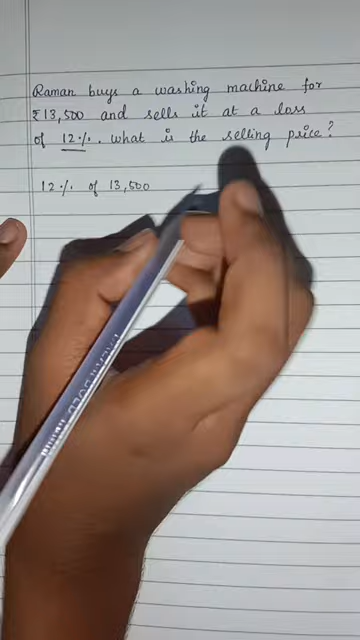 Raman buys a washing machine for
₹13,500 and sells it at a loss
of 12%. What is the selling price?
12% of 13,500